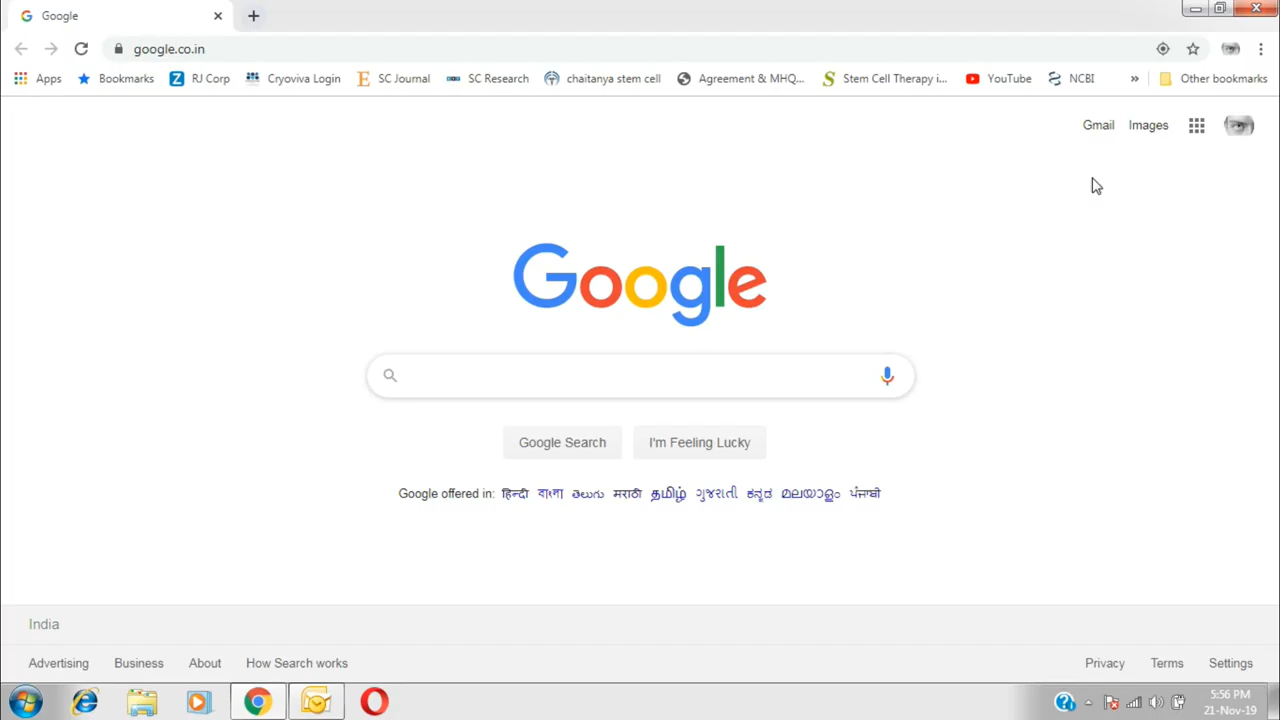 Google
google.co.in
Apps Bookmarks RJ Corp Cryoviva Login SC Journal SC Research chaitanya stem cell Agreement & MHQ... Stem Cell Therapy i... YouTube NCBI » Other bookmarks
Gmail Images
Google
Google Search I'm Feeling Lucky
Google offered in: हिन्दी বাংলা తెలుగు मराठी தமிழ் ગુજરાતી ಕನ್ನಡ മലയാളം ਪੰਜਾਬੀ
India
Advertising Business About How Search works Privacy Terms Settings
5:56 PM
21-Nov-19